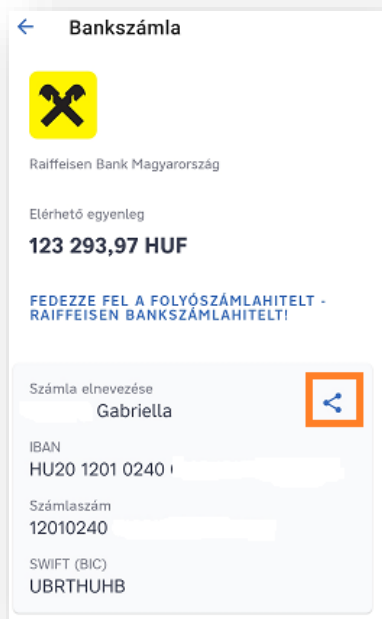 Bankszámla
Raiffeisen Bank Magyarország
Elérhető egyenleg
123 293,97 HUF
FEDEZZE FEL A FOLYÓSZÁMLAHITELT -
RAIFFEISEN BANKSZÁMLAHITELT!
Számla elnevezése
Gabriella
IBAN
HU20 1201 0240
Számlaszám
12010240
SWIFT (BIC)
UBRTHUHB